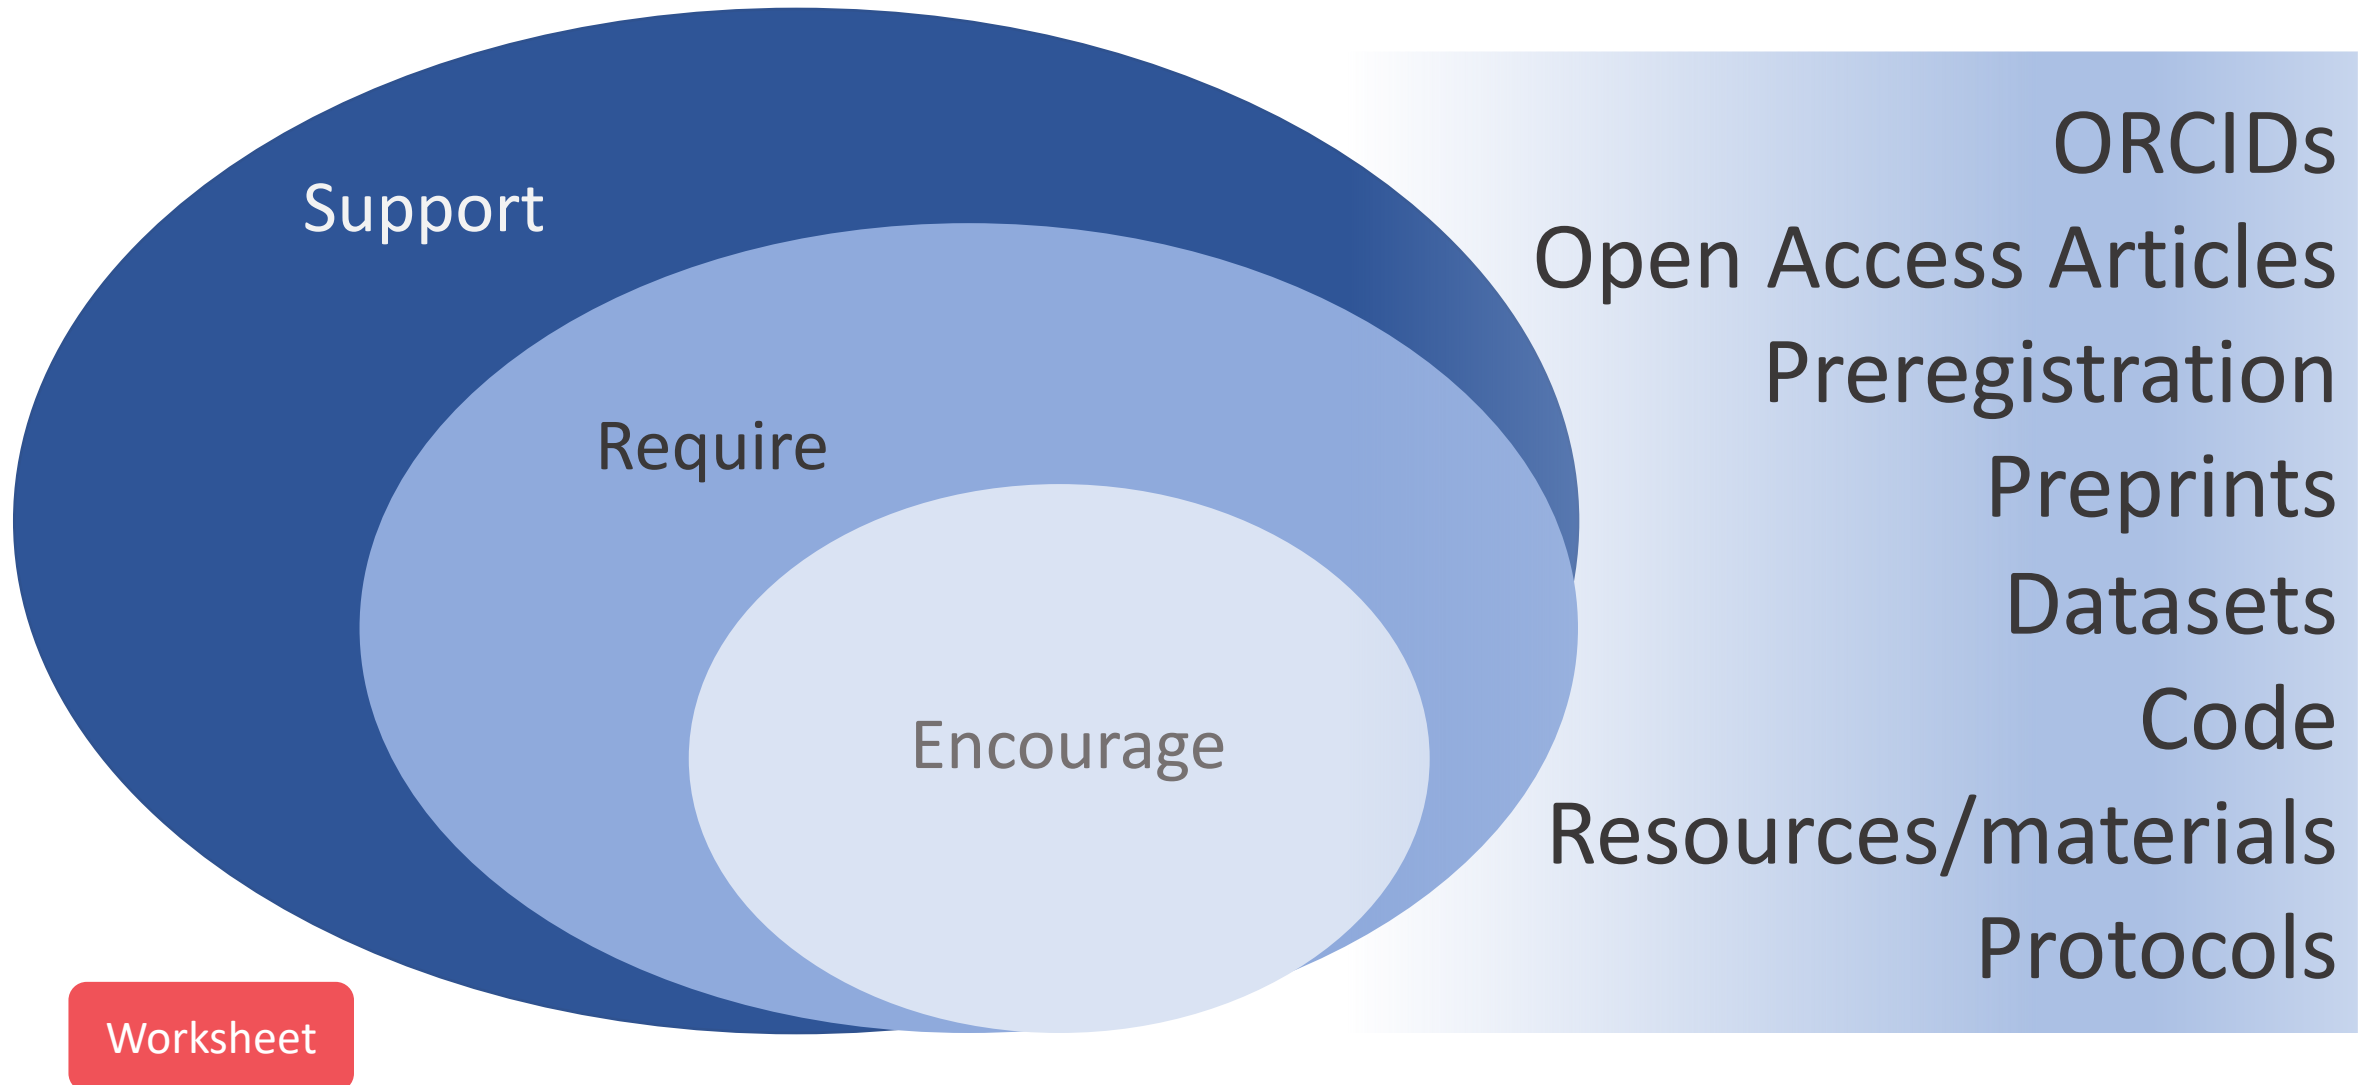 Support
Require
Encourage
Worksheet
ORCIDs
Open Access Articles
Preregistration
Preprints
Datasets
Code
Resources/materials
Protocols